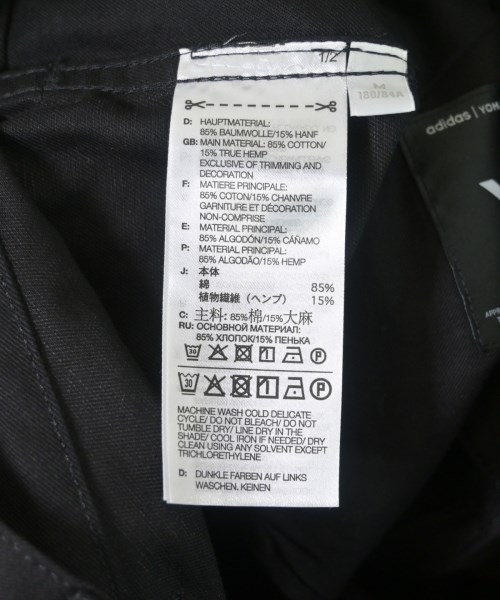 1/2
M
adidas
D: HAUPTMATERIAL:
85% BAUMWOLLE/15% HANF
GB: MAIN MATERIAL: 85% COTTON/
15% TRUE HEMP
EXCLUSIVE OF TRIMMING AND
DECORATION
F: MATIERE PRINCIPALE:
85% COTON/15% CHANVRE
GARNITURE ET DÉCORATION
NON-COMPRISE
E: MATERIAL PRINCIPAL:
85% ALGODÓN/15% CÁÑAMO
P: MATERIAL PRINCIPAL:
85% ALGODÃO/15% HEMP
J: 本体
綿 85%
植物繊維（ヘンプ） 15%
C: 主料: 85%棉/15%大麻
RU: ОСНОВНОЙ МАТЕРИАЛ:
85% ХЛОПОК/15% ПЕНЬКА
30 P
30 P
MACHINE WASH COLD DELICATE
CYCLE/ DO NOT BLEACH/ DO NOT
TUMBLE DRY/ LINE DRY IN THE
SHADE/ COOL IRON IF NEEDED/ DRY
CLEAN USING ANY SOLVENT EXCEPT
TRICHLORETHYLENE
D: DUNKLE FARBEN AUF LINKS
WASCHEN. KEINEN